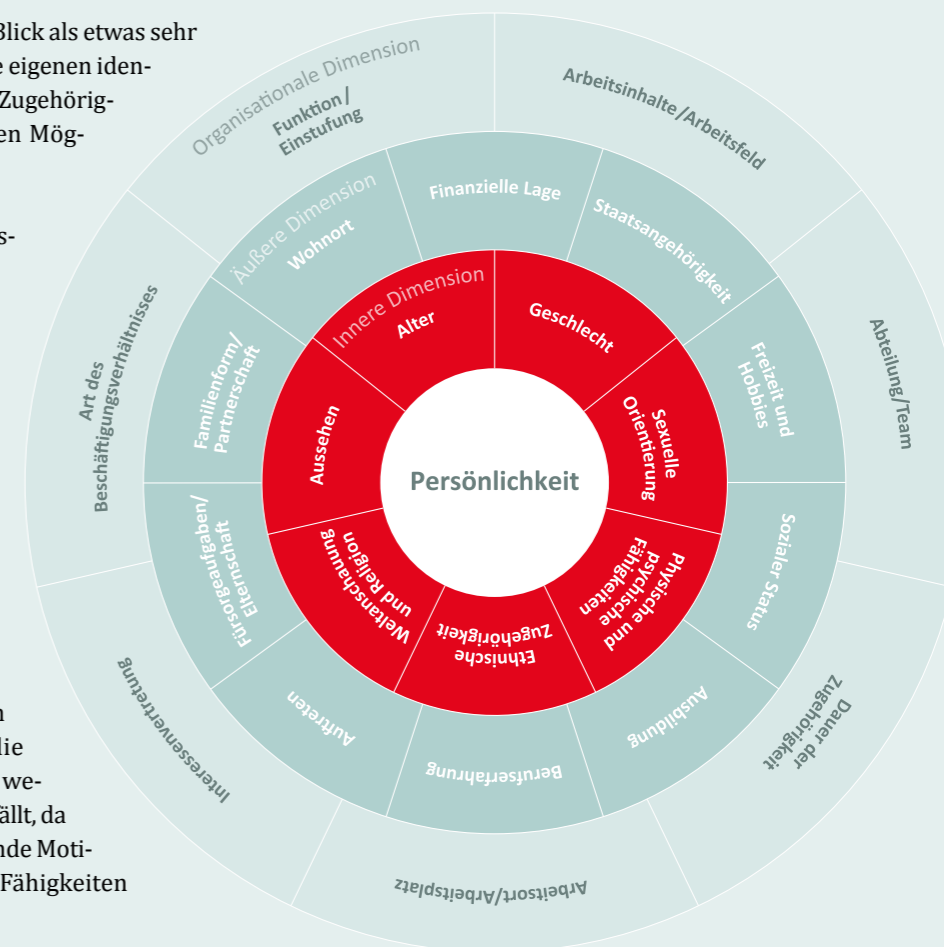 Blick als etwas sehr
e eigenen iden-
Zugehörig-
en Mög-
s-
n
lie
we-
fällt, da
nde Moti-
Fähigkeiten
Organisationale Dimension
Funktion/
Einstufung
Arbeitsinhalte/Arbeitsfeld
Abteilung/Team
Dauer der
Zugehörigkeit
Arbeitsort/Arbeitsplatz
Interessenvertretung
Art des
Beschäftigungsverhältnisses
Äußere Dimension
Wohnort
Finanzielle Lage
Staatsangehörigkeit
Freizeit und
Hobbies
Sozialer Status
Ausbildung
Berufserfahrung
Auftreten
Fürsorgeaufgaben/
Elternschaft
Familienform/
Partnerschaft
Innere Dimension
Alter
Geschlecht
Sexuelle
Orientierung
Physische und
psychische
Fähigkeiten
Ethnische
Zugehörigkeit
Weltanschauung
und Religion
Aussehen
Persönlichkeit